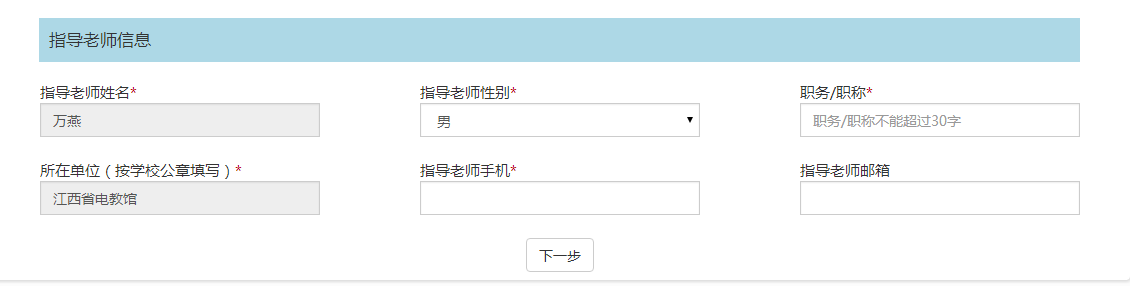 指导老师信息
指导老师姓名* 指导老师性别* 职务/职称*
万燕 男 职务/职称不能超过30字
所在单位（按学校公章填写）* 指导老师手机* 指导老师邮箱
江西省电教馆
下一步